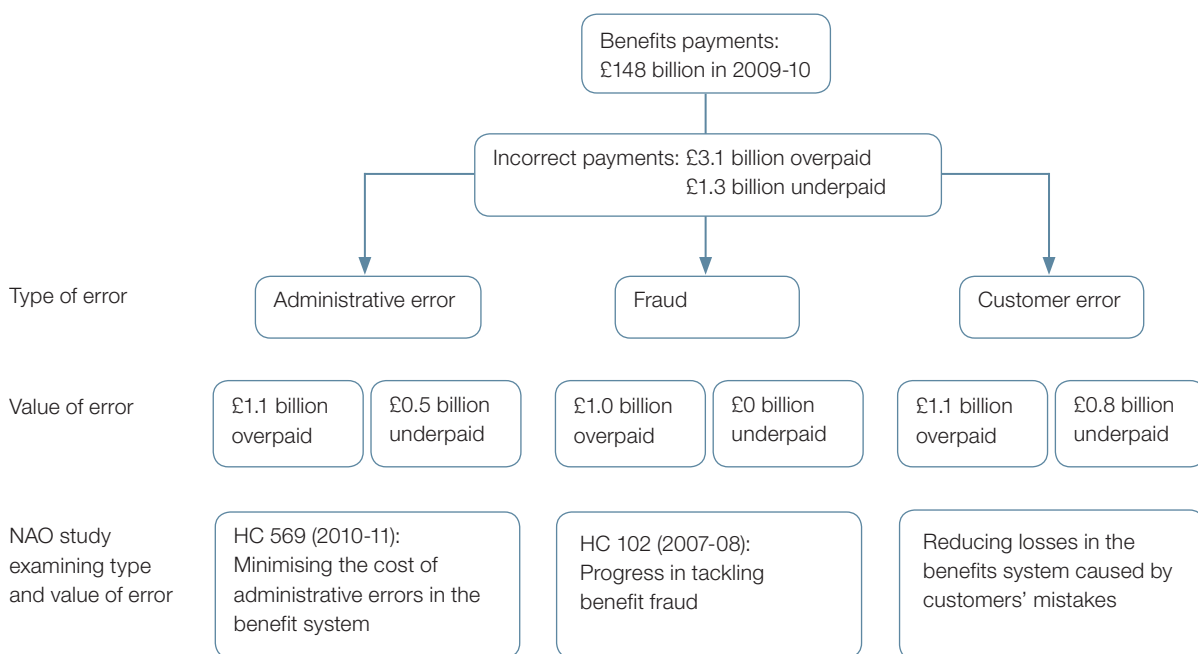 Benefits payments:
£148 billion in 2009-10
Incorrect payments: £3.1 billion overpaid
£1.3 billion underpaid
Type of error
Administrative error
Fraud
Customer error
Value of error
£1.1 billion
overpaid
£0.5 billion
underpaid
£1.0 billion
overpaid
£0 billion
underpaid
£1.1 billion
overpaid
£0.8 billion
underpaid
NAO study
examining type
and value of error
HC 569 (2010-11):
Minimising the cost of
administrative errors in the
benefit system
HC 102 (2007-08):
Progress in tackling
benefit fraud
Reducing losses in the
benefits system caused by
customers’ mistakes